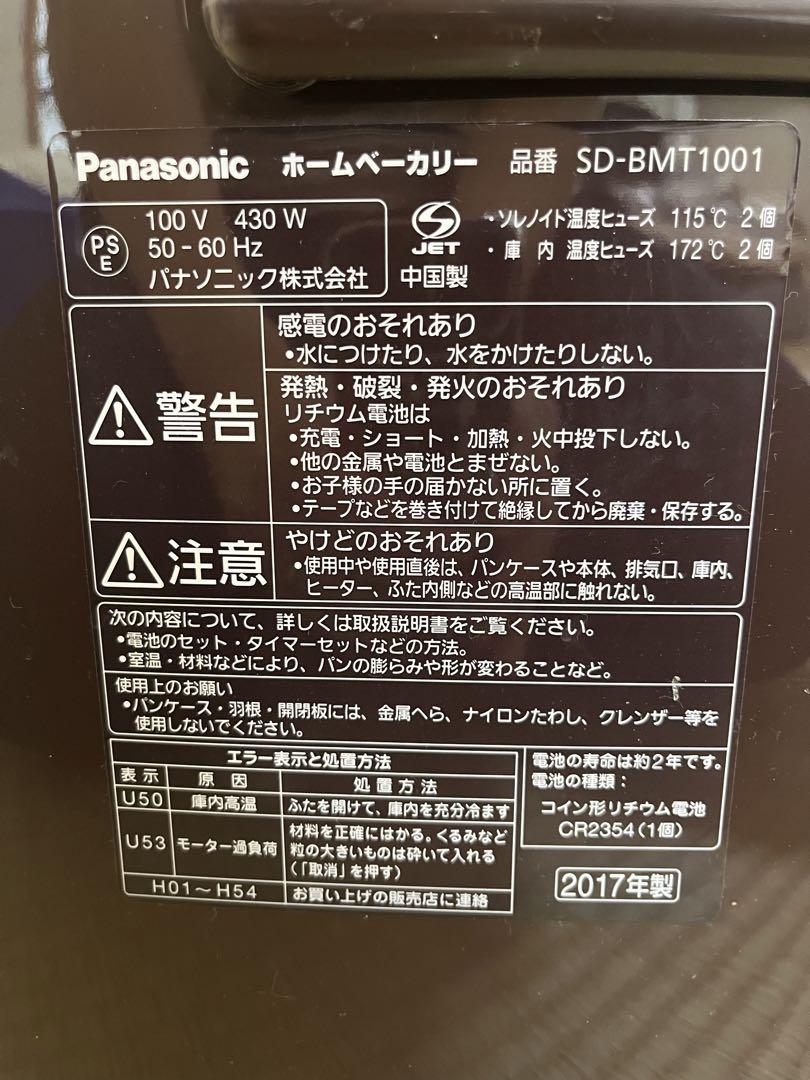 Panasonic ホームベーカリー 品番 SD-BMT1001
PS
E
100 V 430 W
50-60 Hz
パナソニック株式会社
JET
中国製
・ソレノイド温度ヒューズ 115℃ 2個
・庫内 温度ヒューズ 172℃ 2個
警告
感電のおそれあり
•水につけたり、水をかけたりしない。
発熱・破裂・発火のおそれあり
リチウム電池は
•充電・ショート・加熱・火中投下しない。
•他の金属や電池とまぜない。
•お子様の手の届かない所に置く。
•テープなどを巻き付けて絶縁してから廃棄・保存する。
注意
やけどのおそれあり
•使用中や使用直後は、パンケースや本体、排気口、庫内、
ヒーター、ふた内側などの高温部に触れない。
次の内容について、詳しくは取扱説明書をご覧ください。
•電池のセット・タイマーセットなどの方法。
•室温・材料などにより、パンの膨らみや形が変わることなど。
使用上のお願い
•パンケース・羽根・開閉板には、金属へら、ナイロンたわし、クレンザー等を
使用しないでください。
エラー表示と処置方法
表示 原因 処置方法
U50 庫内高温 ふたを開けて、庫内を充分冷ます
U53 モーター過負荷 材料を正確にはかる。くるみなど
粒の大きいものは砕いて入れる
(「取消」を押す)
H01〜H54 お買い上げの販売店に連絡
電池の寿命は約2年です。
電池の種類:
コイン形リチウム電池
CR2354(1個)
2017年製